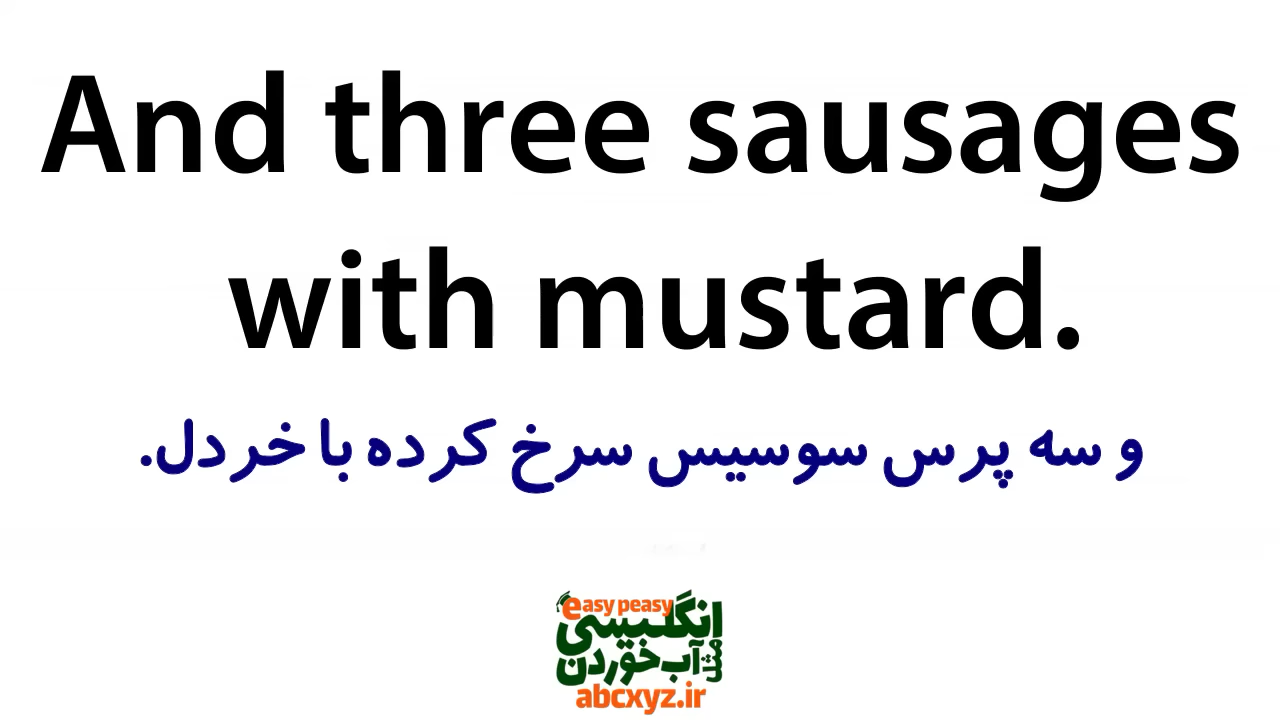 And three sausages
with mustard.
و سه پرس سوسیس سرخ کرده با خردل.
easy peasy
انگلیسی
مثل آب خوردن
abcxyz.ir